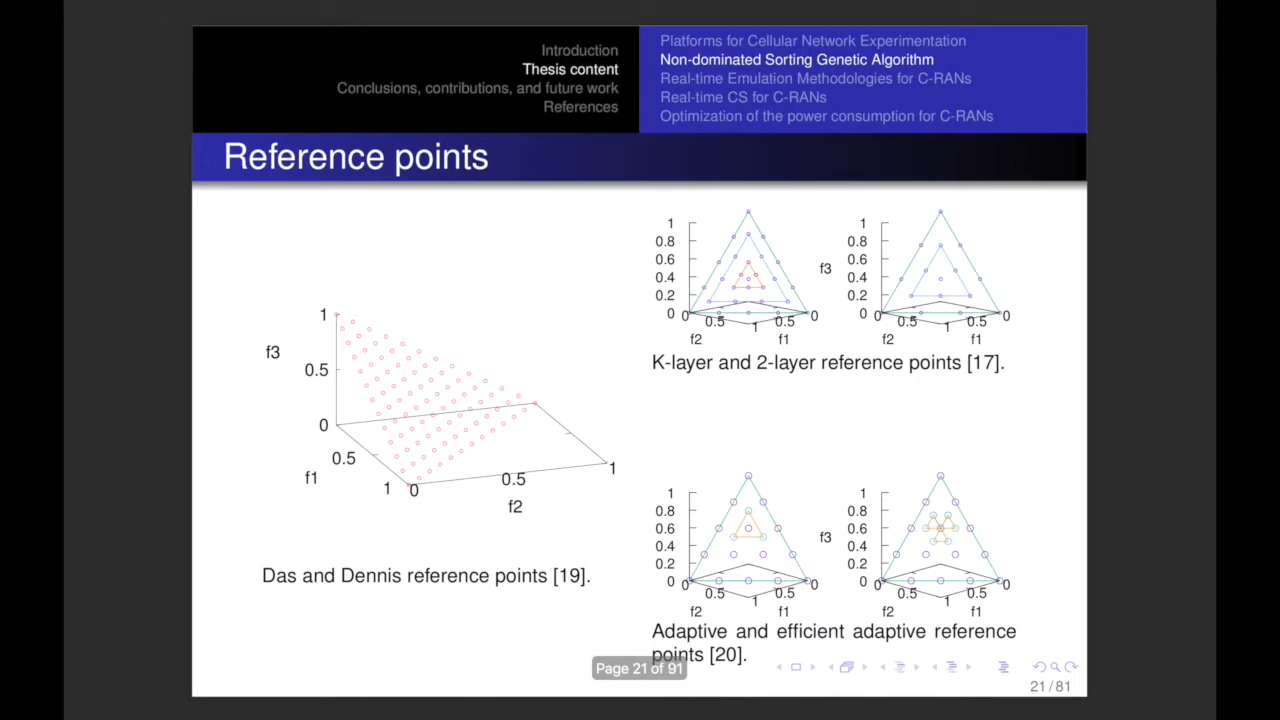 Introduction
Thesis content
Conclusions, contributions, and future work
References
Platforms for Cellular Network Experimentation
Non-dominated Sorting Genetic Algorithm
Real-time Emulation Methodologies for C-RANs
Real-time CS for C-RANs
Optimization of the power consumption for C-RANs
Reference points
1
f3
0.5
0
0.5
f1
1
0
0.5
f2
1
Das and Dennis reference points [19].
1
0.8
0.6
0.4
0.2
0
0
0.5
1
0.5
0
f2
f1
f3
1
0.8
0.6
0.4
0.2
0
0
0.5
1
0.5
0
f2
f1
K-layer and 2-layer reference points [17].
1
0.8
0.6
0.4
0.2
0
0
0.5
1
0.5
0
f2
f1
f3
1
0.8
0.6
0.4
0.2
0
0
0.5
1
0.5
0
f2
f1
Adaptive and efficient adaptive reference
points [20].
Page 21 of 91
21 / 81